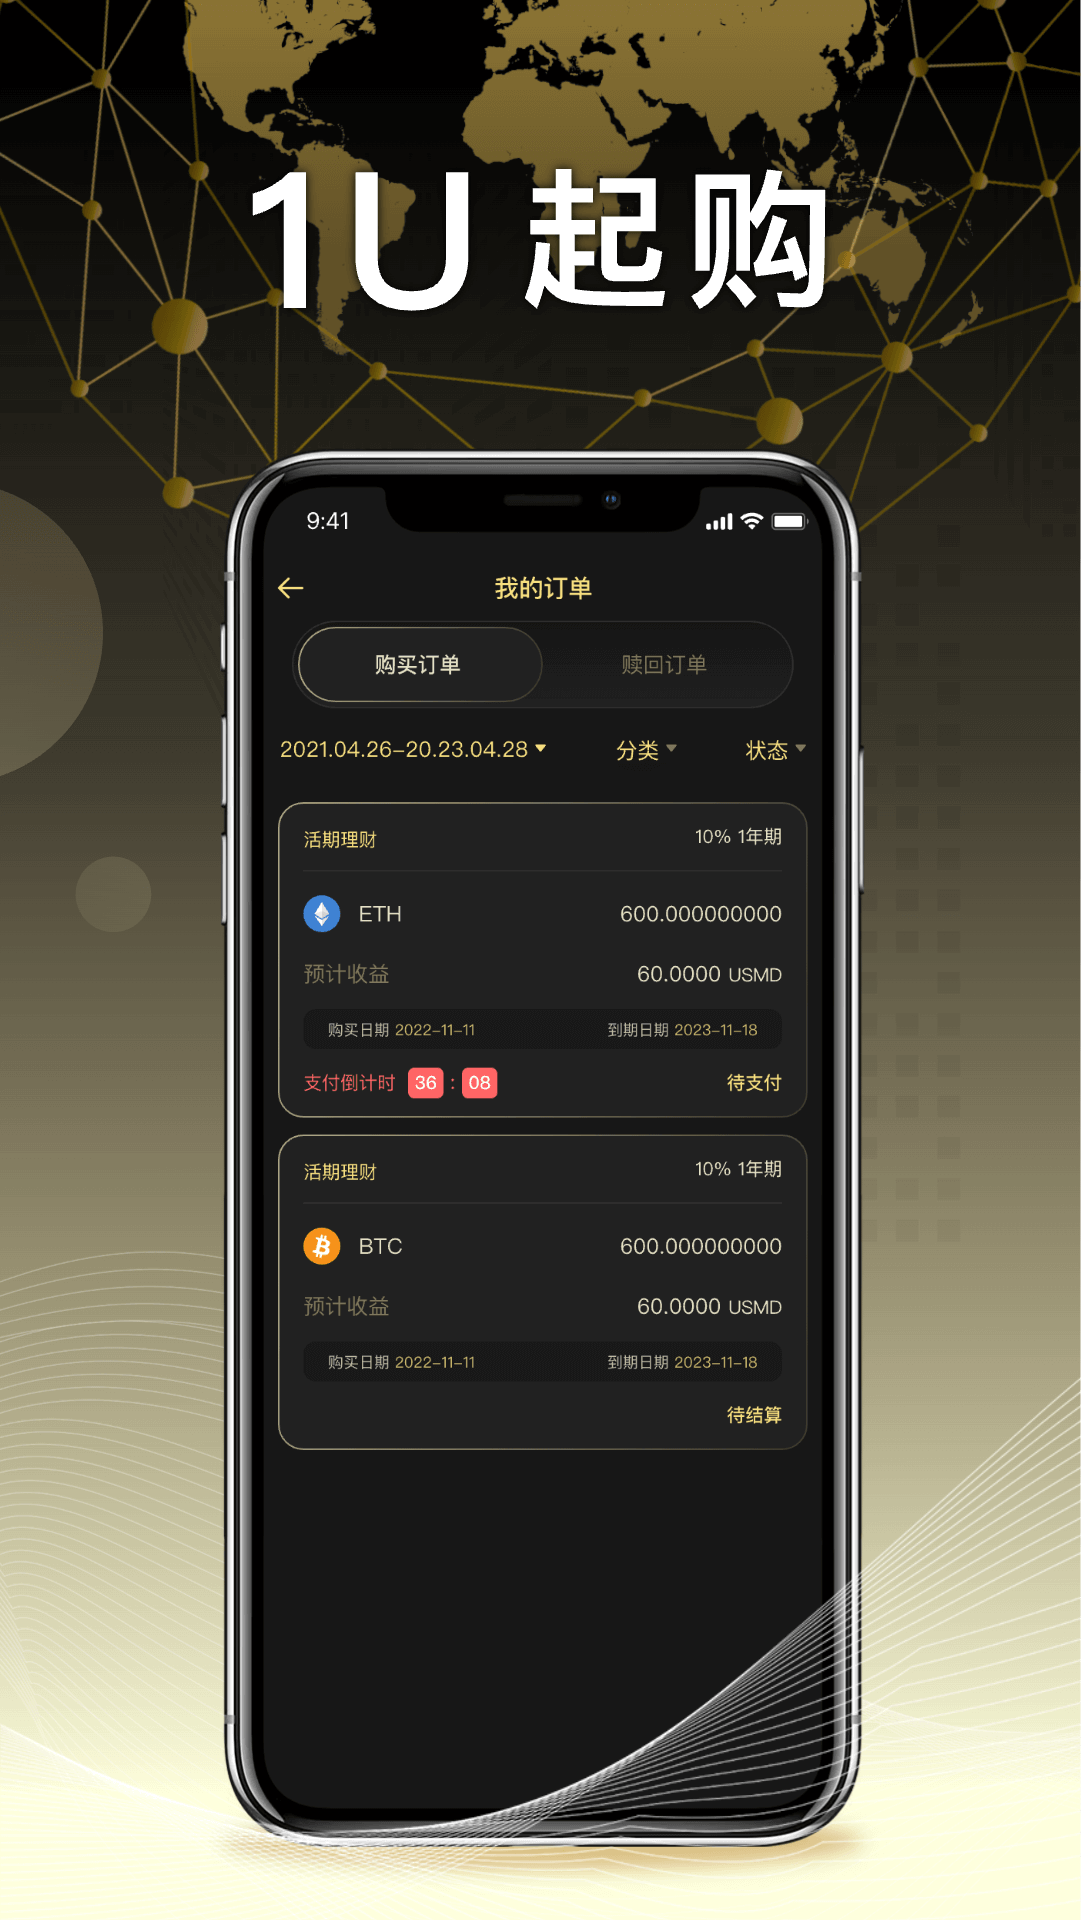 1U 起购
9:41
我的订单
购买订单 赎回订单
2021.04.26-20.23.04.28 分类 状态
活期理财 10% 1年期
ETH 600.000000000
预计收益 60.0000 USMD
购买日期 2022-11-11 到期日期 2023-11-18
支付倒计时 36 : 08 待支付
活期理财 10% 1年期
BTC 600.000000000
预计收益 60.0000 USMD
购买日期 2022-11-11 到期日期 2023-11-18
待结算